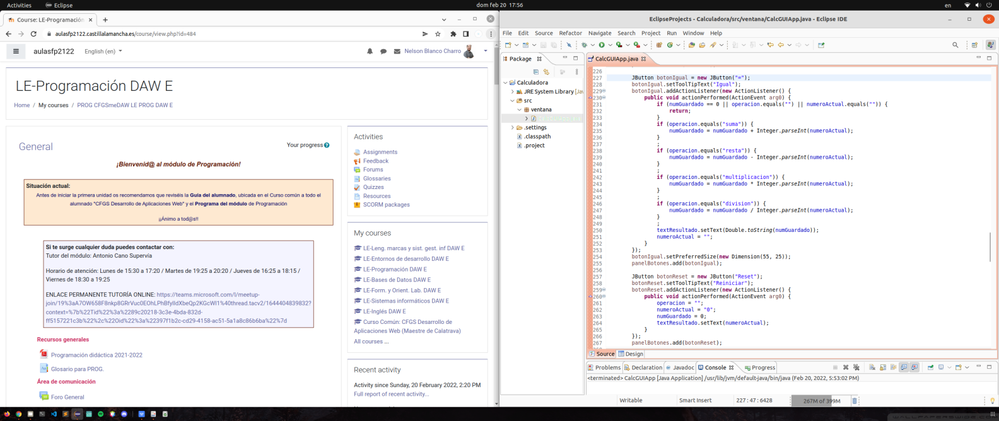 Activities
Eclipse
dom feb 20 17:56
en
Course: LE-Programación
aulasfp2122.castillalamancha.es/course/view.php?id=484
aulasfp2122
English (en)
Nelson Blanco Charro
LE-Programación DAW E
Home / My courses / PROG CFGSmeDAW LE PROG DAW E
General
Your progress
¡Bienvenid@ al módulo de Programación!
Situación actual:
Antes de iniciar la primera unidad os recomendamos que reviséis la Guía del alumnado, ubicada en el Curso común a todo el
alumnado "CFGS Desarrollo de Aplicaciones Web" y el Programa del módulo de Programación
¡¡Ánimo a tod@s!!
Si te surge cualquier duda puedes contactar con:
Tutor del módulo: Antonio Cano Supervía
Horario de atención: Lunes de 15:30 a 17:20 / Martes de 19:25 a 20:20 / Jueves de 16:25 a 18:15 /
Viernes de 18:30 a 19:25
ENLACE PERMANENTE TUTORÍA ONLINE: https://teams.microsoft.com/l/meetup-
join/19%3aA7OW658F8nkp8GRrVuc0EOhLPhBfylldXbeQp2KGcWI1%40thread.tacv2/1644404839832?
context=%7b%22Tid%22%3a%2289c20218-3c3e-4bda-832d-
ff5157221c3b%22%2c%22Oid%22%3a%22397f1b2c-cd29-4158-ac51-5a1a8c86b6ba%22%7d
Recursos generales
Programación didáctica 2021-2022
Glosario para PROG.
Área de comunicación
Foro General
Activities
Assignments
Feedback
Forums
Glossaries
Quizzes
Resources
SCORM packages
My courses
LE-Leng. marcas y sist. gest. inf DAW E
LE-Entornos de desarrollo DAW E
LE-Programación DAW E
LE-Bases de Datos DAW E
LE-Form. y Orient. Lab. DAW E
LE-Sistemas informáticos DAW E
LE-Inglés DAW E
Curso Común: CFGS Desarrollo de
Aplicaciones Web (Maestre de Calatrava)
All courses ...
Recent activity
Activity since Sunday, 20 February 2022, 2:20 PM
Full report of recent activity...
EclipseProjects - Calculadora/src/ventana/CalcGUIApp.java - Eclipse IDE
File Edit Source Refactor Navigate Search Project Run Window Help
Package
Calculadora
JRE System Library
src
ventana
.settings
.classpath
.project
CalcGUIApp.java
226
227 JButton botonIgual = new JButton("=");
228 botonIgual.setToolTipText("Igual");
229 botonIgual.addActionListener(new ActionListener() {
230 public void actionPerformed(ActionEvent arg0) {
231 if (numGuardado == 0 || operacion.equals("") || numeroActual.equals("")) {
232 return;
233 }
234 if (operacion.equals("suma")) {
235 numGuardado = numGuardado + Integer.parseInt(numeroActual);
236 }
237 ;
238 if (operacion.equals("resta")) {
239 numGuardado = numGuardado - Integer.parseInt(numeroActual);
240 }
241 ;
242 if (operacion.equals("multiplicacion")) {
243 numGuardado = numGuardado * Integer.parseInt(numeroActual);
244 }
245 ;
246 if (operacion.equals("division")) {
247 numGuardado = numGuardado / Integer.parseInt(numeroActual);
248 }
249 ;
250 textResultado.setText(Double.toString(numGuardado));
251 numeroActual = "";
252 }
253 });
254 botonIgual.setPreferredSize(new Dimension(55, 25));
255 panelBotones.add(botonIgual);
256
257 JButton botonReset = new JButton("Reset");
258 botonReset.setToolTipText("Reiniciar");
259 botonReset.addActionListener(new ActionListener() {
260 public void actionPerformed(ActionEvent arg0) {
261 operacion = "";
262 numeroActual = "0";
263 numGuardado = 0;
264 textResultado.setText(numeroActual);
265 }
266 });
267 panelBotones.add(botonReset);
Source Design
Problems Declaration Javadoc Console Progress
<terminated> CalcGUIApp [Java Application] /usr/lib/jvm/default-java/bin/java (Feb 20, 2022, 5:53:02 PM)
Writable
Smart Insert
227 : 47 : 6428
267M of 399M